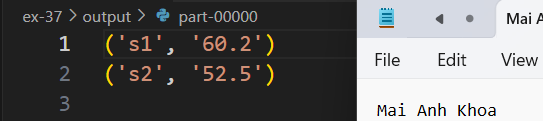 ex-37 > output > part-00000
1 ('s1', '60.2')
2 ('s2', '52.5')
3
Mai A
File Edit View
Mai Anh Khoa